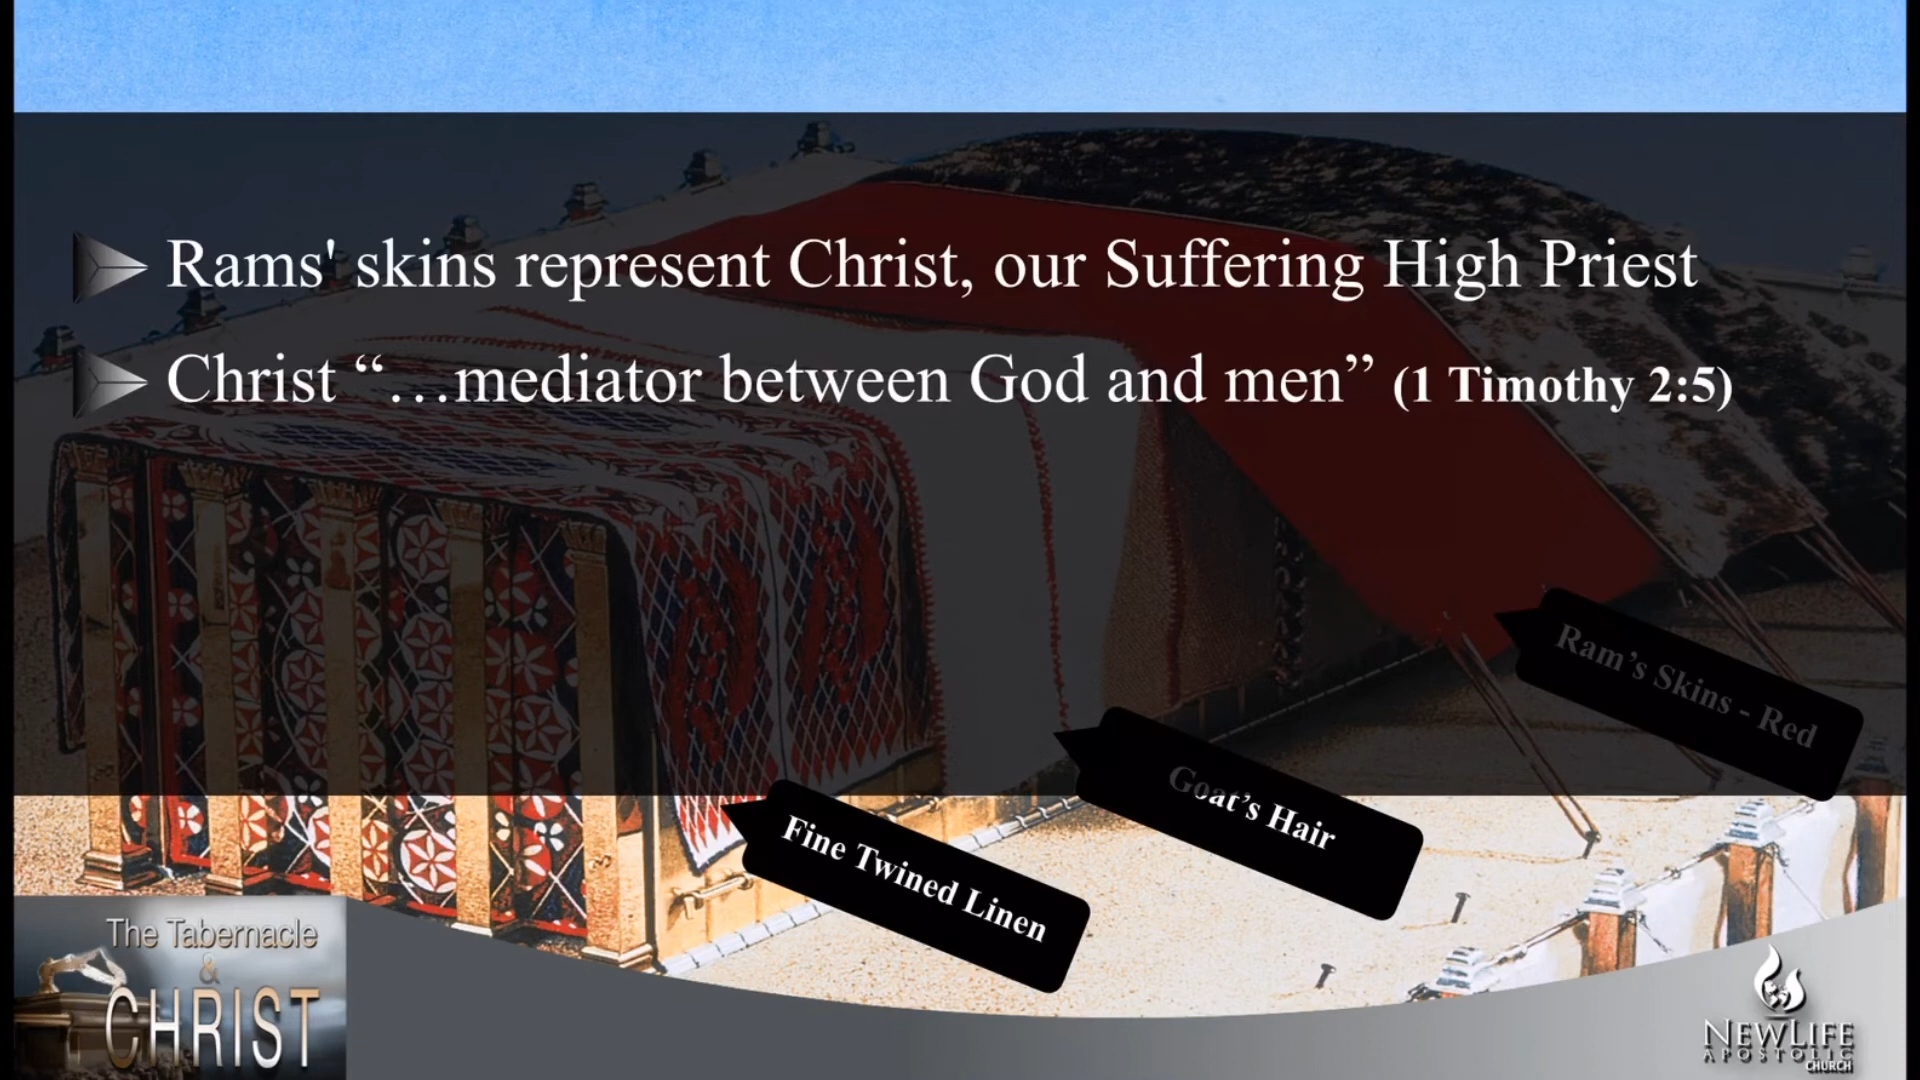 Rams' skins represent Christ, our Suffering High Priest
Christ “…mediator between God and men” (1 Timothy 2:5)
Ram’s Skins - Red
Goat’s Hair
Fine Twined Linen
The Tabernacle
&
CHRIST
NEWLIFE
APOSTOLIC
CHURCH